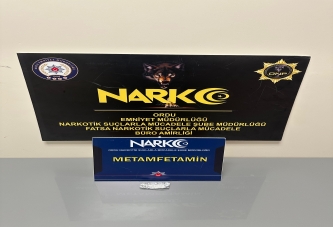 NARKO
ORDU
EMNİYET MÜDÜRLÜĞÜ
NARKOTİK SUÇLARLA MÜCADELE ŞUBE MÜDÜRLÜĞÜ
FATSA NARKOTİK SUÇLARLA MÜCADELE
BÜRO AMİRLİĞİ
NARKO
METAMFETAMİN